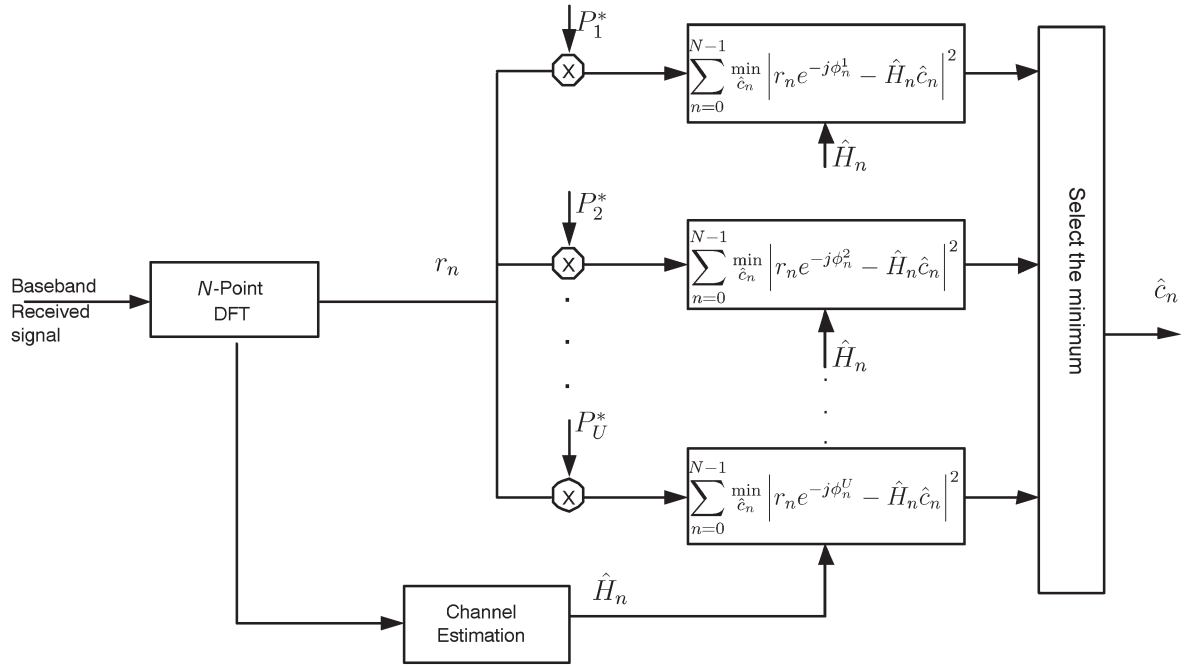 P_1^*
X
\sum_{n=0}^{N-1} \min_{\hat{c}_n} \left| r_n e^{-j\phi_n^1} - \hat{H}_n \hat{c}_n \right|^2
\hat{H}_n
P_2^*
X
\sum_{n=0}^{N-1} \min_{\hat{c}_n} \left| r_n e^{-j\phi_n^2} - \hat{H}_n \hat{c}_n \right|^2
\hat{H}_n
r_n
Baseband
Received
signal
N-Point
DFT
P_U^*
X
\sum_{n=0}^{N-1} \min_{\hat{c}_n} \left| r_n e^{-j\phi_n^U} - \hat{H}_n \hat{c}_n \right|^2
Channel
Estimation
\hat{H}_n
Select the minimum
\hat{c}_n